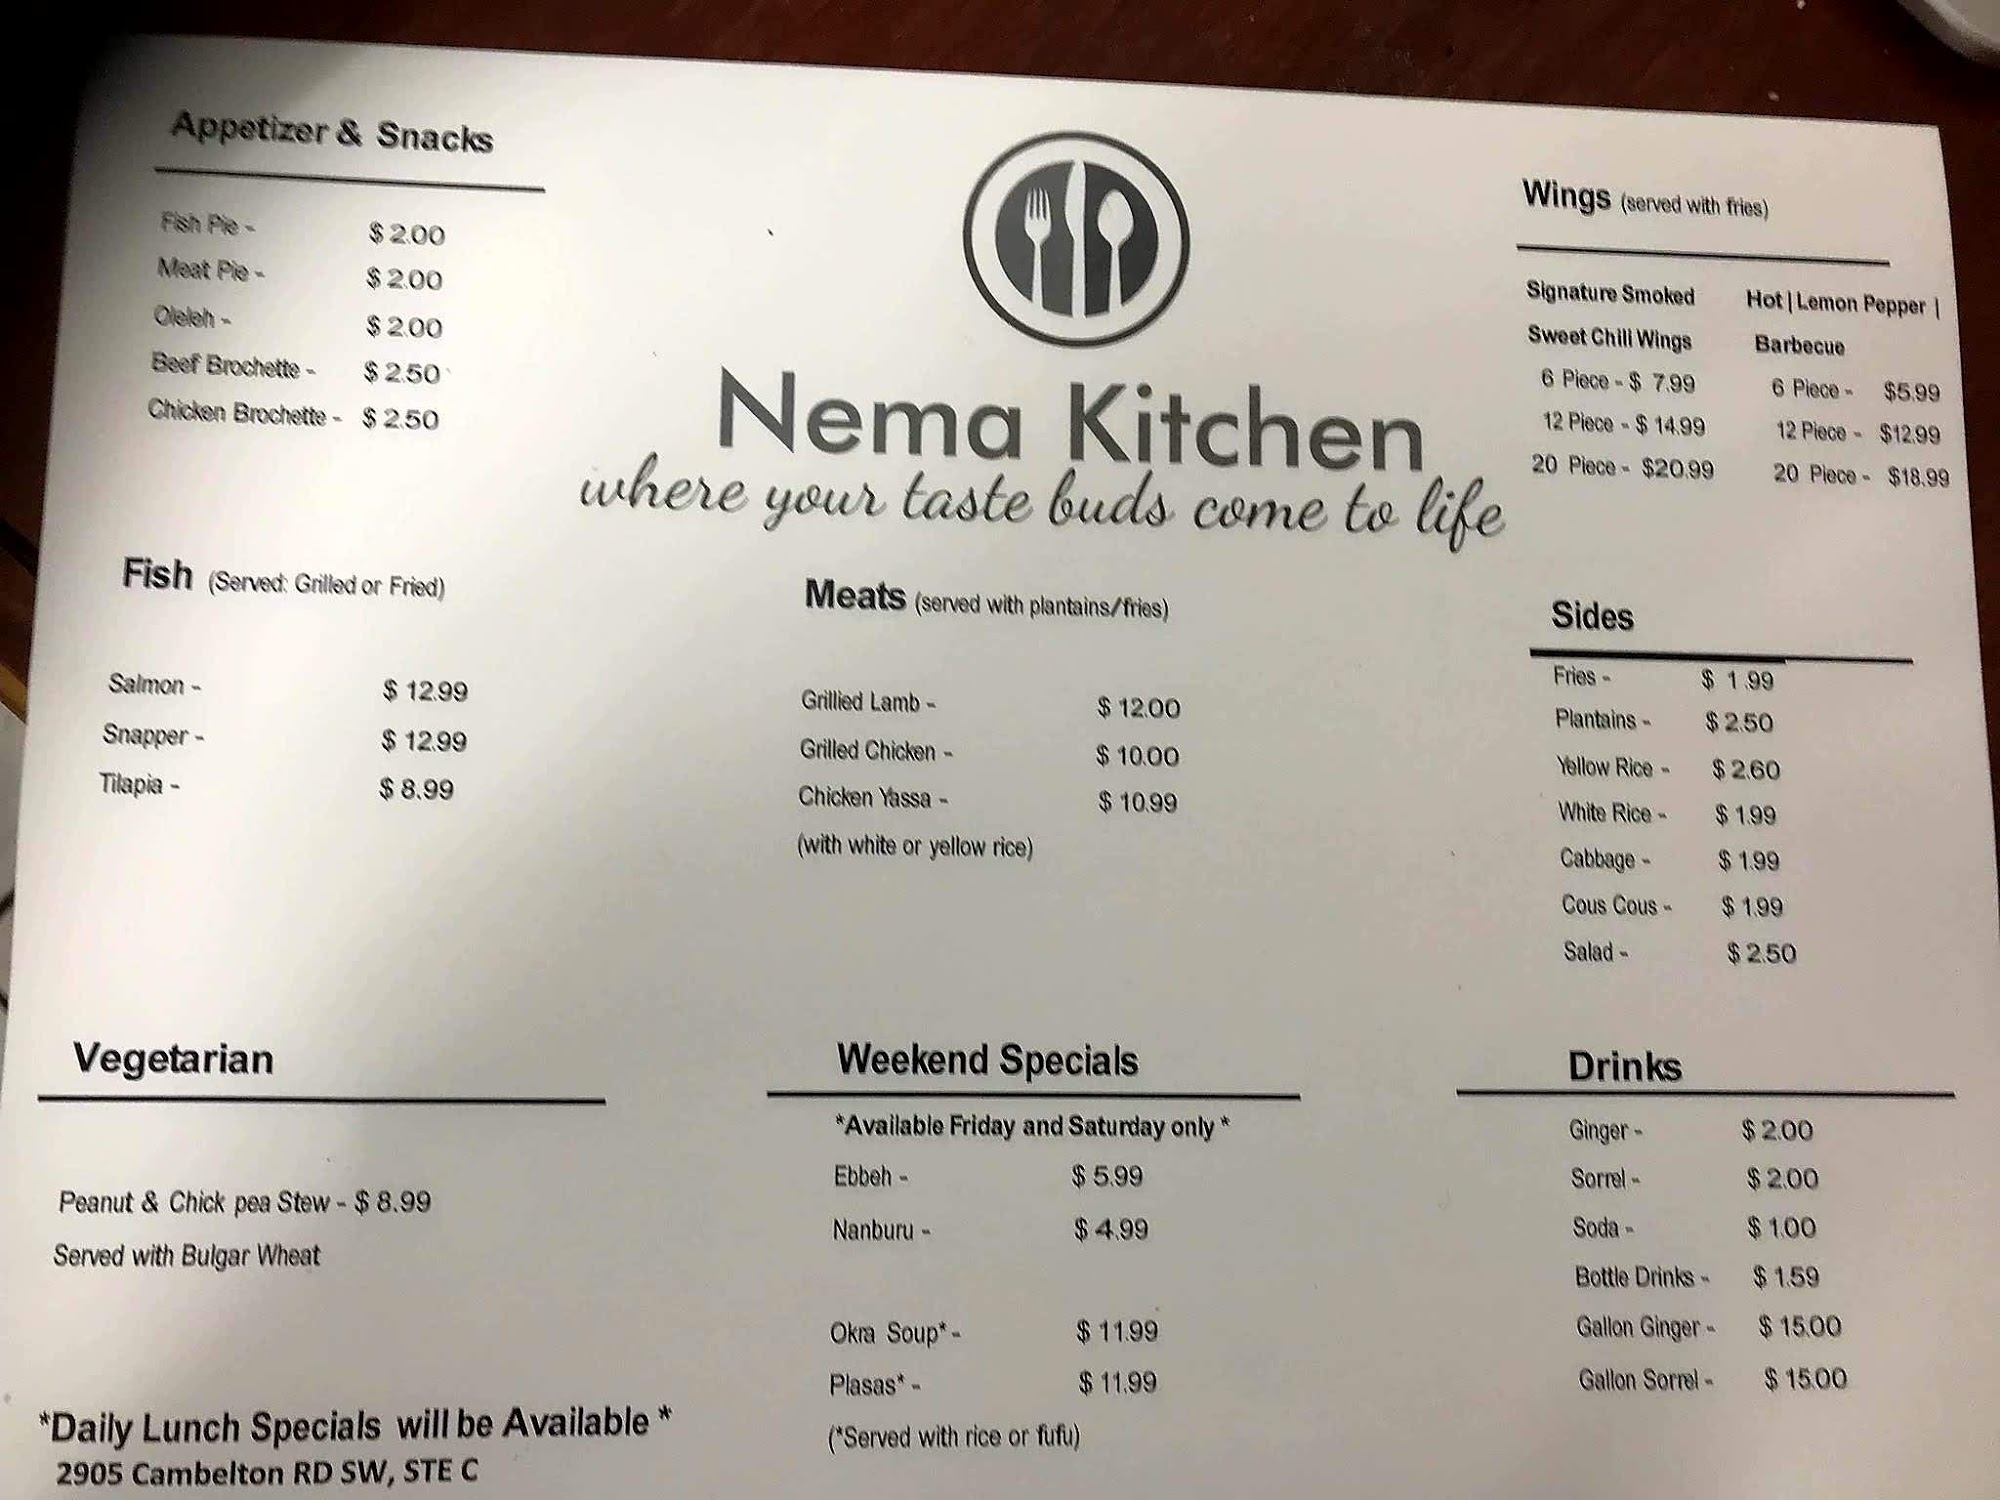 Appetizer & Snacks
Fish Pie - $ 2.00
Meat Pie - $ 2.00
Oleleh - $ 2.00
Beef Brochette - $ 2.50
Chicken Brochette - $ 2.50
Nema Kitchen
where your taste buds come to life
Wings (served with fries)
Signature Smoked
Sweet Chili Wings
6 Piece - $ 7.99
12 Piece - $ 14.99
20 Piece - $20.99
Hot | Lemon Pepper |
Barbecue
6 Piece - $5.99
12 Piece - $12.99
20 Piece - $18.99
Fish (Served: Grilled or Fried)
Salmon - $ 12.99
Snapper - $ 12.99
Tilapia - $ 8.99
Meats (served with plantains/fries)
Grillied Lamb - $ 12.00
Grilled Chicken - $ 10.00
Chicken Yassa - $ 10.99
(with white or yellow rice)
Sides
Fries - $ 1.99
Plantains - $ 2.50
Yellow Rice - $ 2.60
White Rice - $ 1.99
Cabbage - $ 1.99
Cous Cous - $ 1.99
Salad - $ 2.50
Vegetarian
Peanut & Chick pea Stew - $ 8.99
Served with Bulgar Wheat
Weekend Specials
*Available Friday and Saturday only *
Ebbeh - $ 5.99
Nanburu - $ 4.99
Okra Soup* - $ 11.99
Plasas* - $ 11.99
(*Served with rice or fufu)
Drinks
Ginger - $ 2.00
Sorrel - $ 2.00
Soda - $ 1.00
Bottle Drinks - $ 1.59
Gallon Ginger - $ 15.00
Gallon Sorrel - $ 15.00
*Daily Lunch Specials will be Available *
2905 Cambelton RD SW, STE C